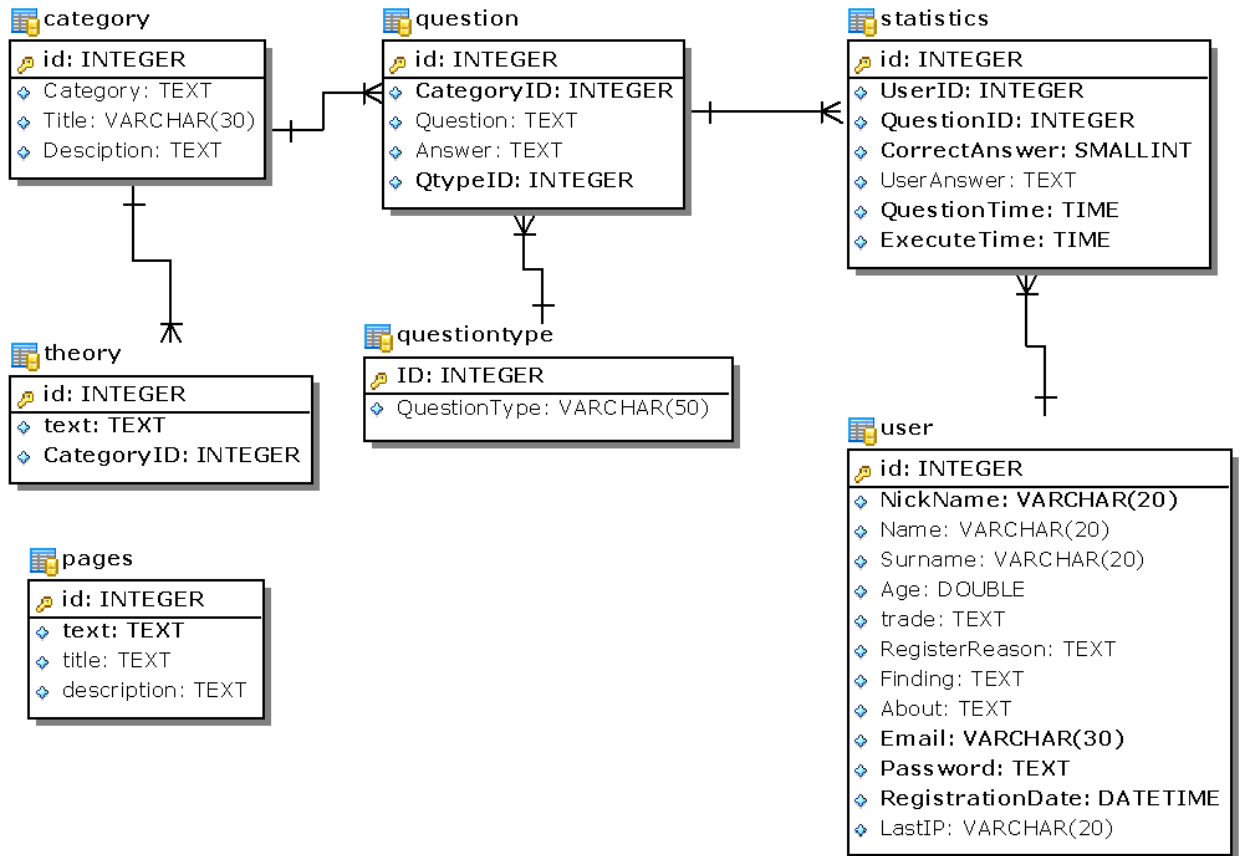 category
id: INTEGER
Category: TEXT
Title: VARCHAR(30)
Desciption: TEXT
question
id: INTEGER
CategoryID: INTEGER
Question: TEXT
Answer: TEXT
QtypeID: INTEGER
statistics
id: INTEGER
UserID: INTEGER
QuestionID: INTEGER
CorrectAnswer: SMALLINT
UserAnswer: TEXT
QuestionTime: TIME
ExecuteTime: TIME
theory
id: INTEGER
text: TEXT
CategoryID: INTEGER
questiontype
ID: INTEGER
QuestionType: VARCHAR(50)
user
id: INTEGER
NickName: VARCHAR(20)
Name: VARCHAR(20)
Surname: VARCHAR(20)
Age: DOUBLE
trade: TEXT
RegisterReason: TEXT
Finding: TEXT
About: TEXT
Email: VARCHAR(30)
Password: TEXT
RegistrationDate: DATETIME
LastIP: VARCHAR(20)
pages
id: INTEGER
text: TEXT
title: TEXT
description: TEXT